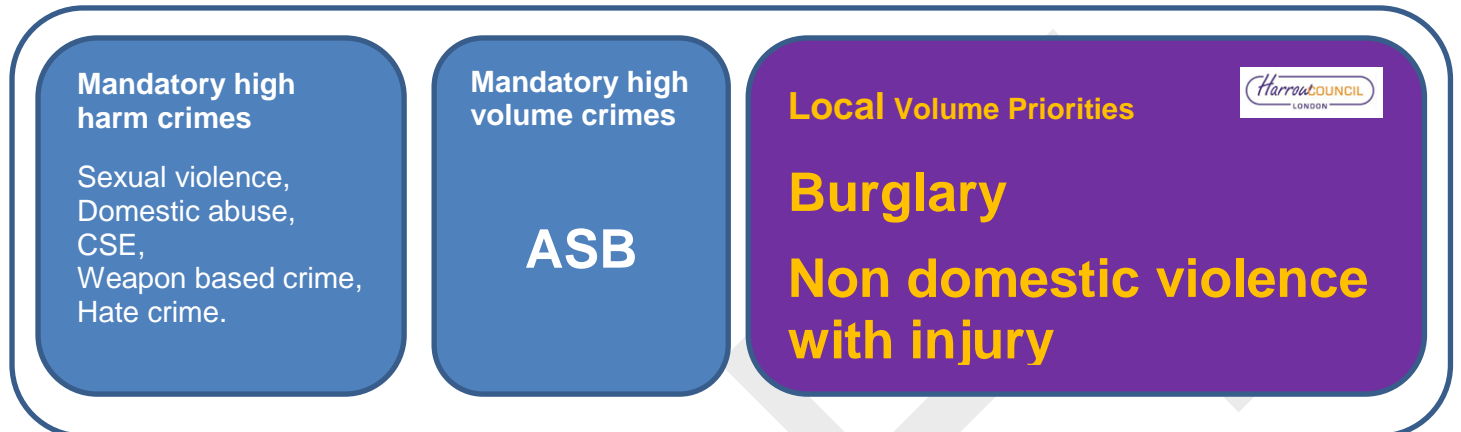 Mandatory high
harm crimes
Sexual violence,
Domestic abuse,
CSE,
Weapon based crime,
Hate crime.
Mandatory high
volume crimes
ASB
Local Volume Priorities
HarrowCOUNCIL
LONDON
Burglary
Non domestic violence
with injury